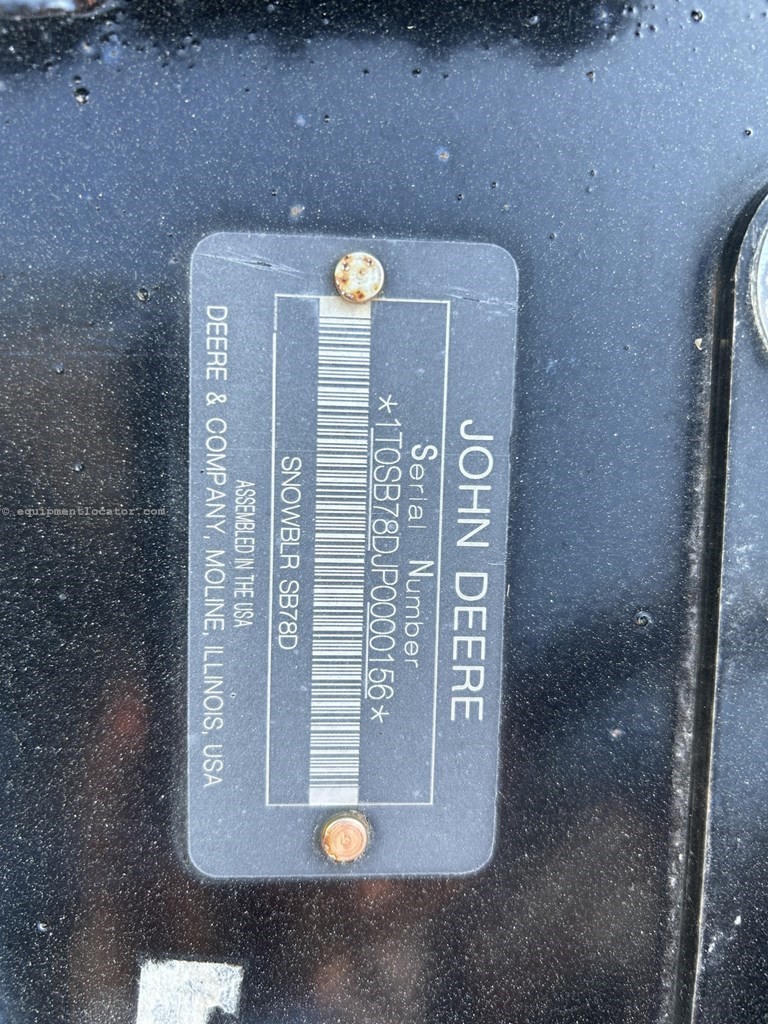 JOHN DEERE
Serial Number
*1T0SB78DJP0000156*
SNOWBLR SB78D
ASSEMBLED IN THE USA
DEERE & COMPANY, MOLINE, ILLINOIS, USA
© equipmentlocator.com